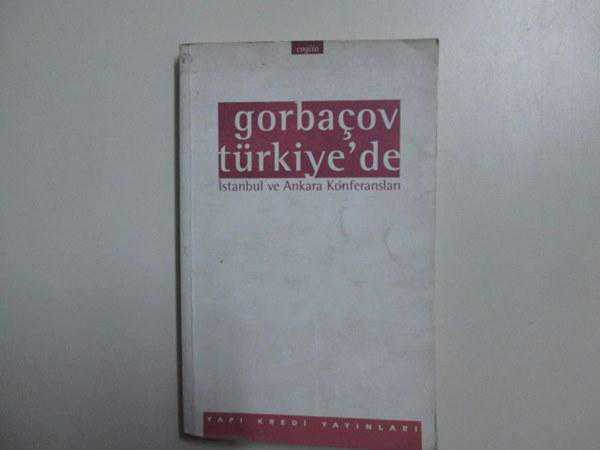 cogito
gorbaçov
türkiye'de
İstanbul ve Ankara Konferansları
YAPI KREDİ YAYINLARI